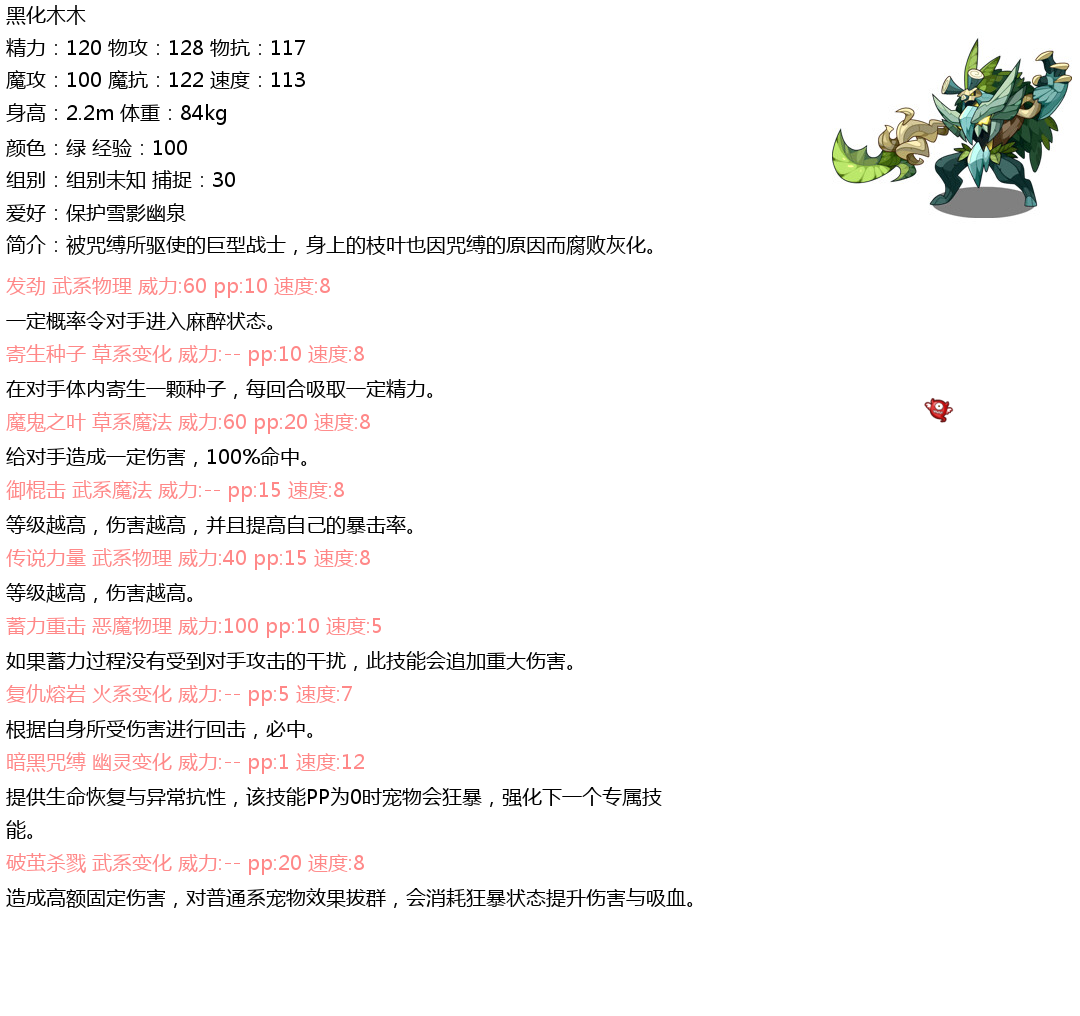 黑化木木
精力：120 物攻：128 物抗：117
魔攻：100 魔抗：122 速度：113
身高：2.2m 体重：84kg
颜色：绿 经验：100
组别：组别未知 捕捉：30
爱好：保护雪影幽泉
简介：被咒缚所驱使的巨型战士，身上的枝叶也因咒缚的原因而腐败灰化。
发劲 武系物理 威力:60 pp:10 速度:8
一定概率令对手进入麻醉状态。
寄生种子 草系变化 威力:-- pp:10 速度:8
在对手体内寄生一颗种子，每回合吸取一定精力。
魔鬼之叶 草系魔法 威力:60 pp:20 速度:8
给对手造成一定伤害，100%命中。
御棍击 武系魔法 威力:-- pp:15 速度:8
等级越高，伤害越高，并且提高自己的暴击率。
传说力量 武系物理 威力:40 pp:15 速度:8
等级越高，伤害越高。
蓄力重击 恶魔物理 威力:100 pp:10 速度:5
如果蓄力过程没有受到对手攻击的干扰，此技能会追加重大伤害。
复仇熔岩 火系变化 威力:-- pp:5 速度:7
根据自身所受伤害进行回击，必中。
暗黑咒缚 幽灵变化 威力:-- pp:1 速度:12
提供生命恢复与异常抗性，该技能PP为0时宠物会狂暴，强化下一个专属技
能。
破茧杀戮 武系变化 威力:-- pp:20 速度:8
造成高额固定伤害，对普通系宠物效果拔群，会消耗狂暴状态提升伤害与吸血。